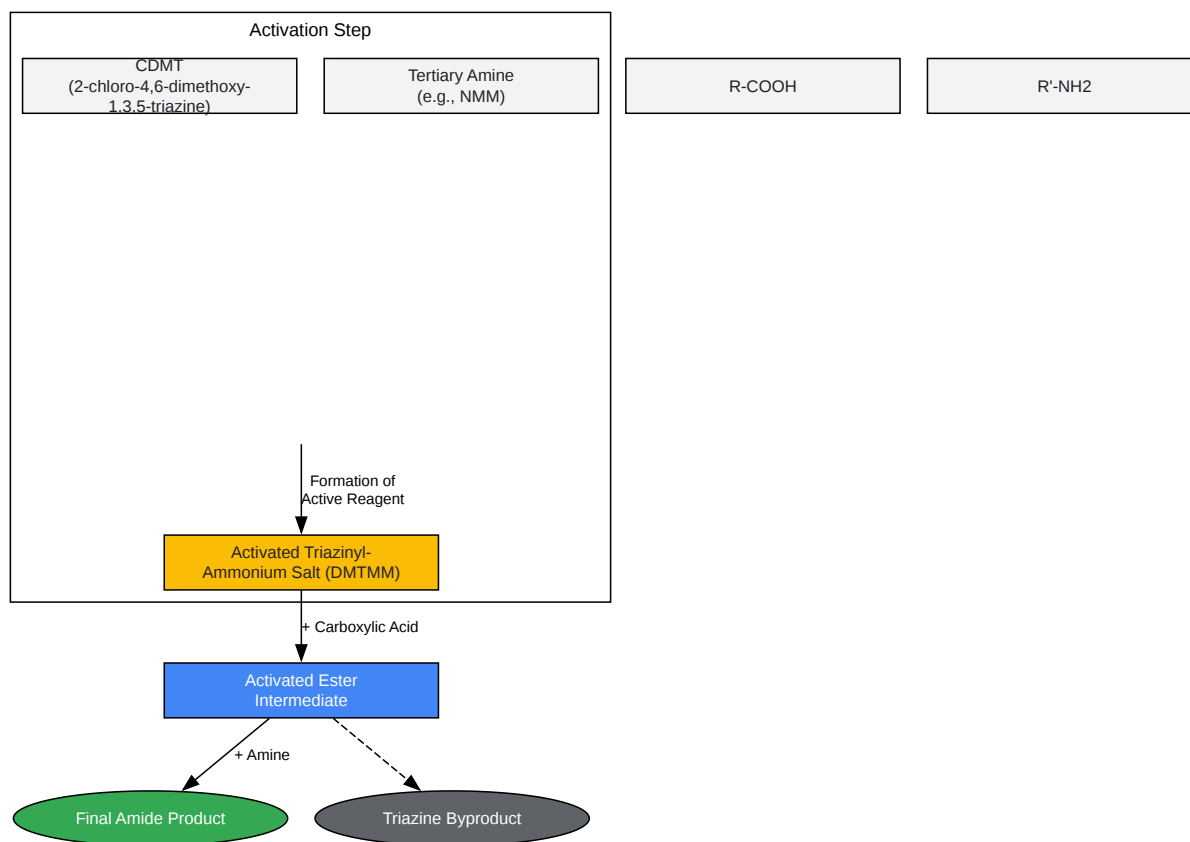 Activation Step
CDMT
(2-chloro-4,6-dimethoxy-
1,3,5-triazine)
Tertiary Amine
(e.g., NMM)
R-COOH
R'-NH2
Formation of
Active Reagent
Activated Triazinyl-
Ammonium Salt (DMTMM)
+ Carboxylic Acid
Activated Ester
Intermediate
+ Amine
Final Amide Product
Triazine Byproduct